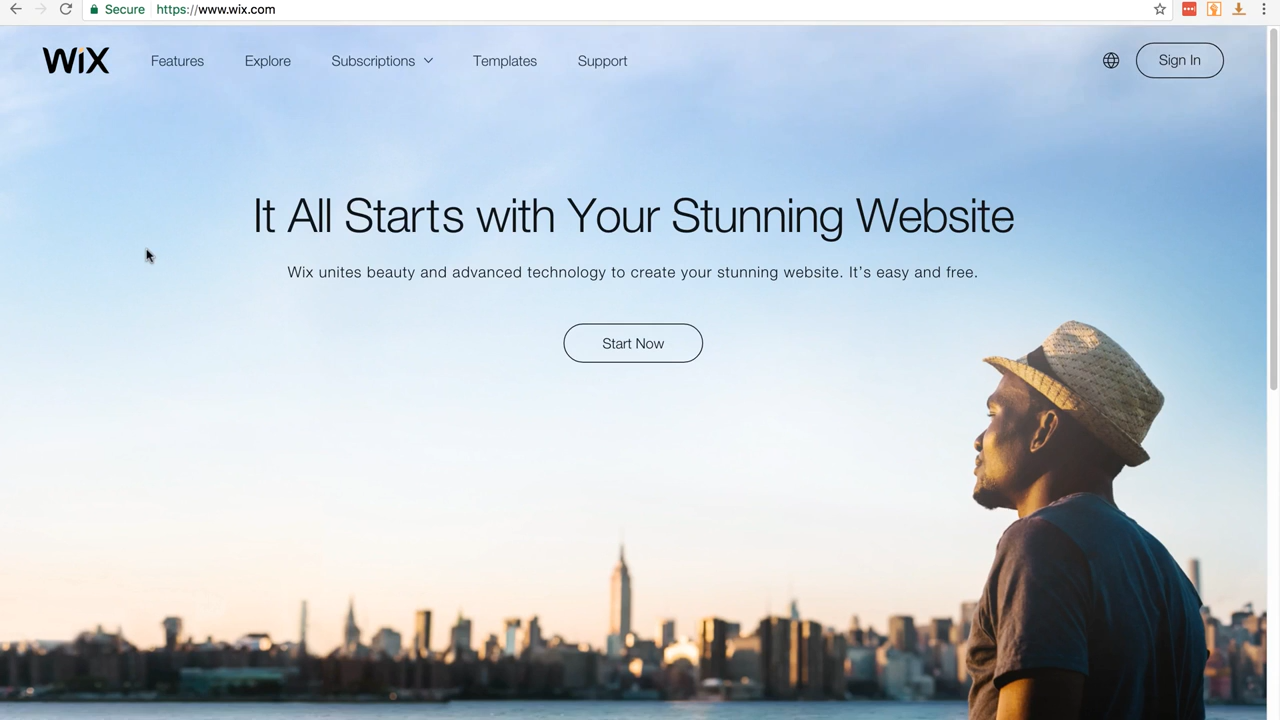 Secure https://www.wix.com
WiX Features Explore Subscriptions Templates Support Sign In
It All Starts with Your Stunning Website
Wix unites beauty and advanced technology to create your stunning website. It's easy and free.
Start Now